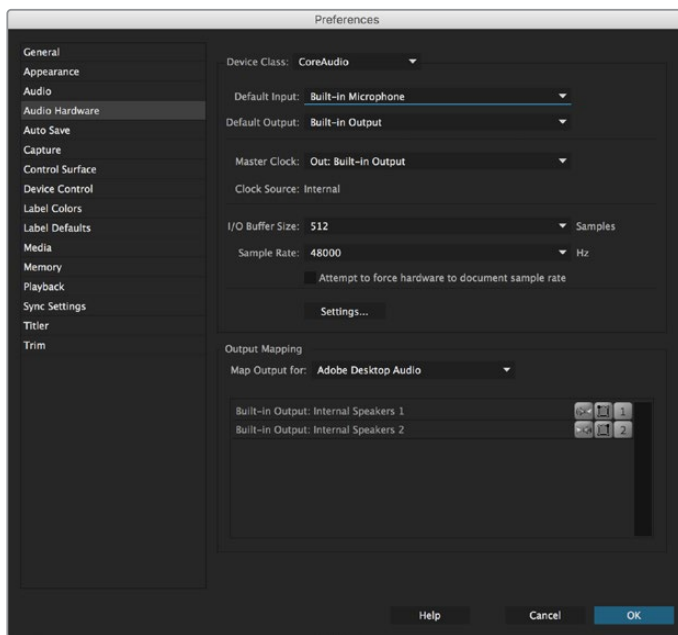 Preferences
General
Appearance
Audio
Audio Hardware
Auto Save
Capture
Control Surface
Device Control
Label Colors
Label Defaults
Media
Memory
Playback
Sync Settings
Titler
Trim
Device Class: CoreAudio
Default Input: Built-in Microphone
Default Output: Built-in Output
Master Clock: Out: Built-in Output
Clock Source: Internal
I/O Buffer Size: 512 Samples
Sample Rate: 48000 Hz
Attempt to force hardware to document sample rate
Settings...
Output Mapping
Map Output for: Adobe Desktop Audio
Built-in Output: Internal Speakers 1 1
Built-in Output: Internal Speakers 2 2
Help Cancel OK